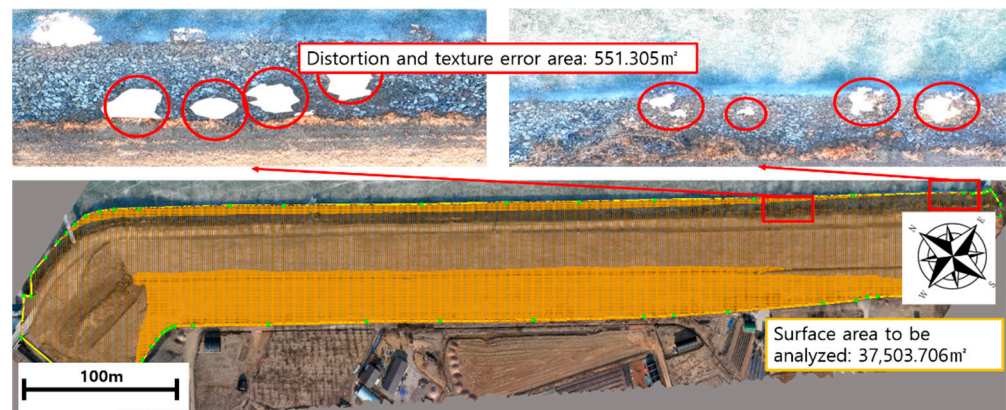 Distortion and texture error area: 551.305㎡
N
E
W
S
Surface area to be
analyzed: 37,503.706㎡
100m